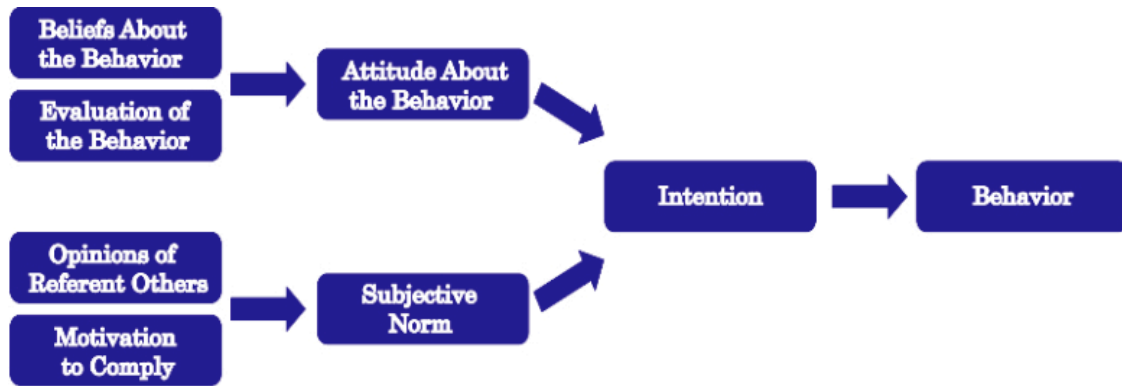 Beliefs About
the Behavior
Evaluation of
the Behavior
Attitude About
the Behavior
Opinions of
Referent Others
Motivation
to Comply
Subjective
Norm
Intention
Behavior